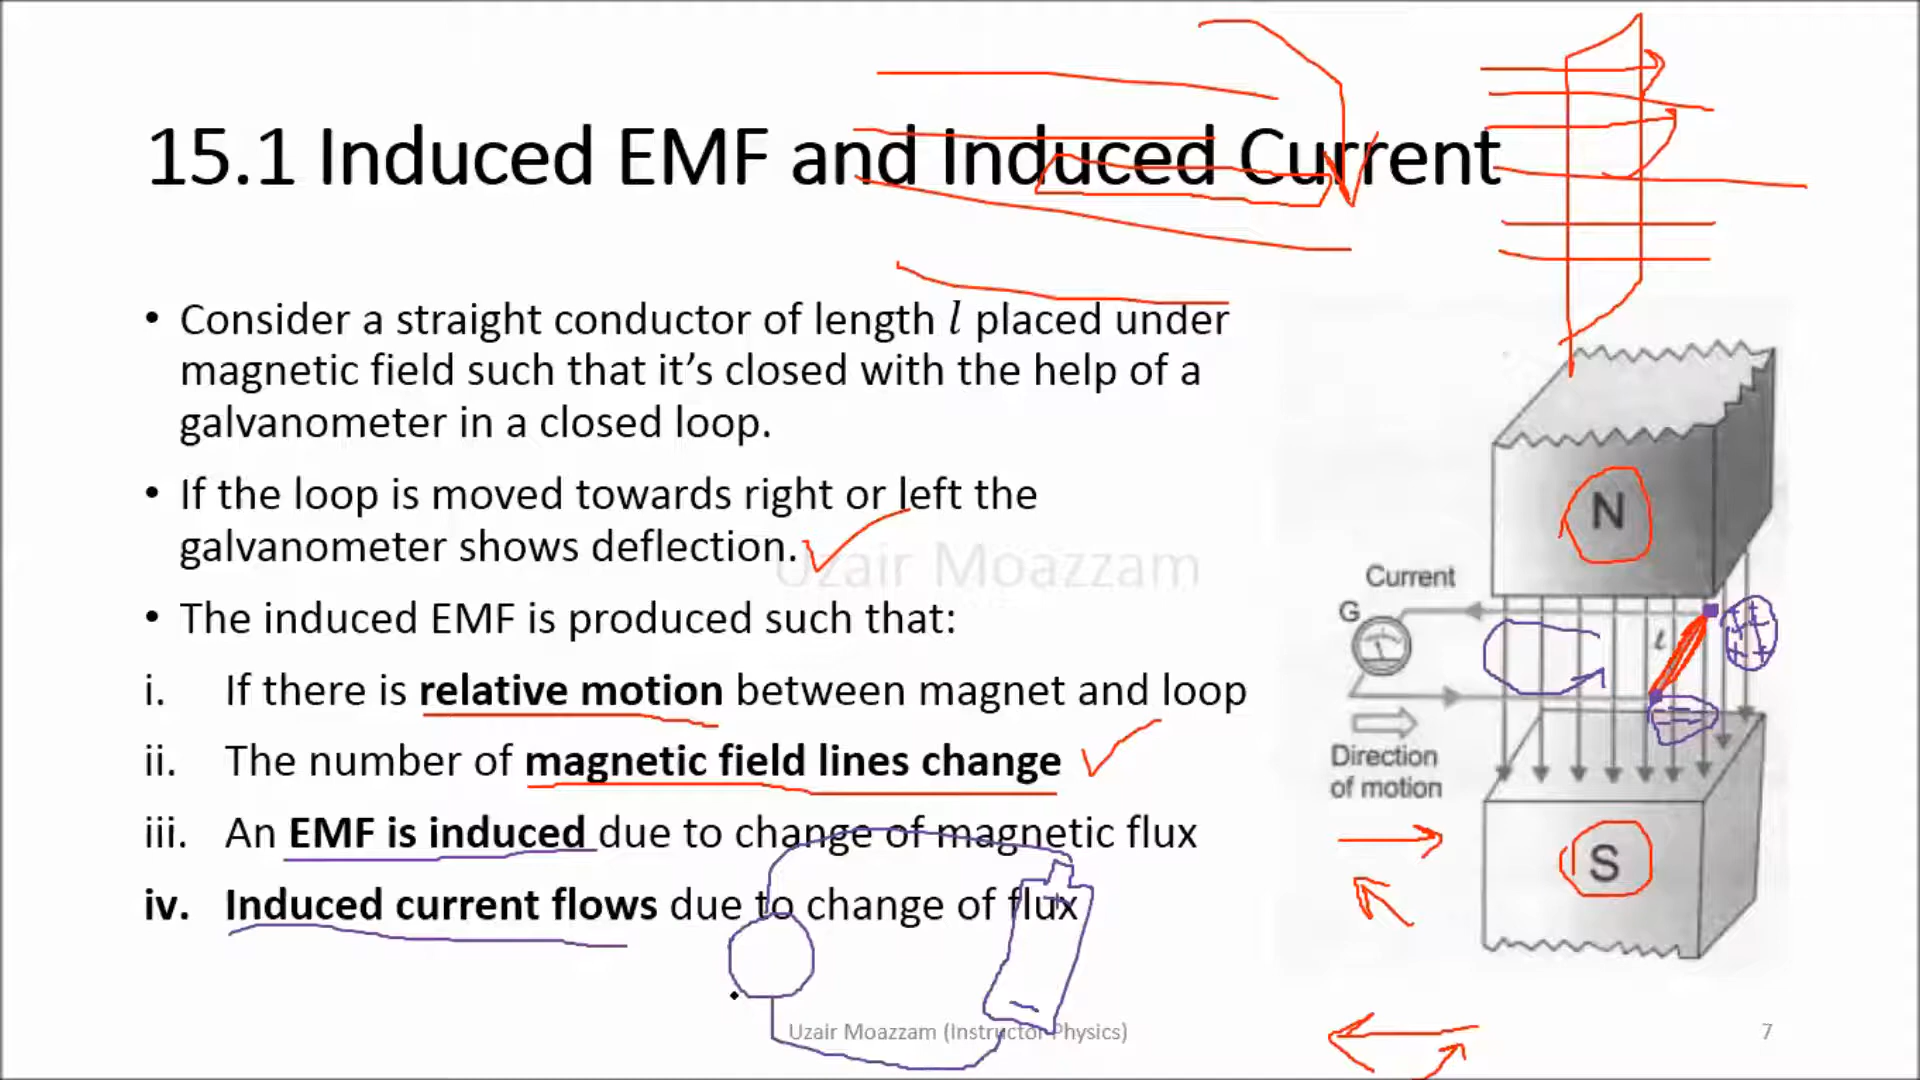 15.1 Induced EMF and Induced Current
• Consider a straight conductor of length l placed under
magnetic field such that it’s closed with the help of a
galvanometer in a closed loop.
• If the loop is moved towards right or left the
galvanometer shows deflection.
Uzair Moazzam
• The induced EMF is produced such that:
i. If there is relative motion between magnet and loop
ii. The number of magnetic field lines change
iii. An EMF is induced due to change of magnetic flux
iv. Induced current flows due to change of flux
N
Current
G
l
Direction
of motion
S
Uzair Moazzam (Instructor Physics)
7